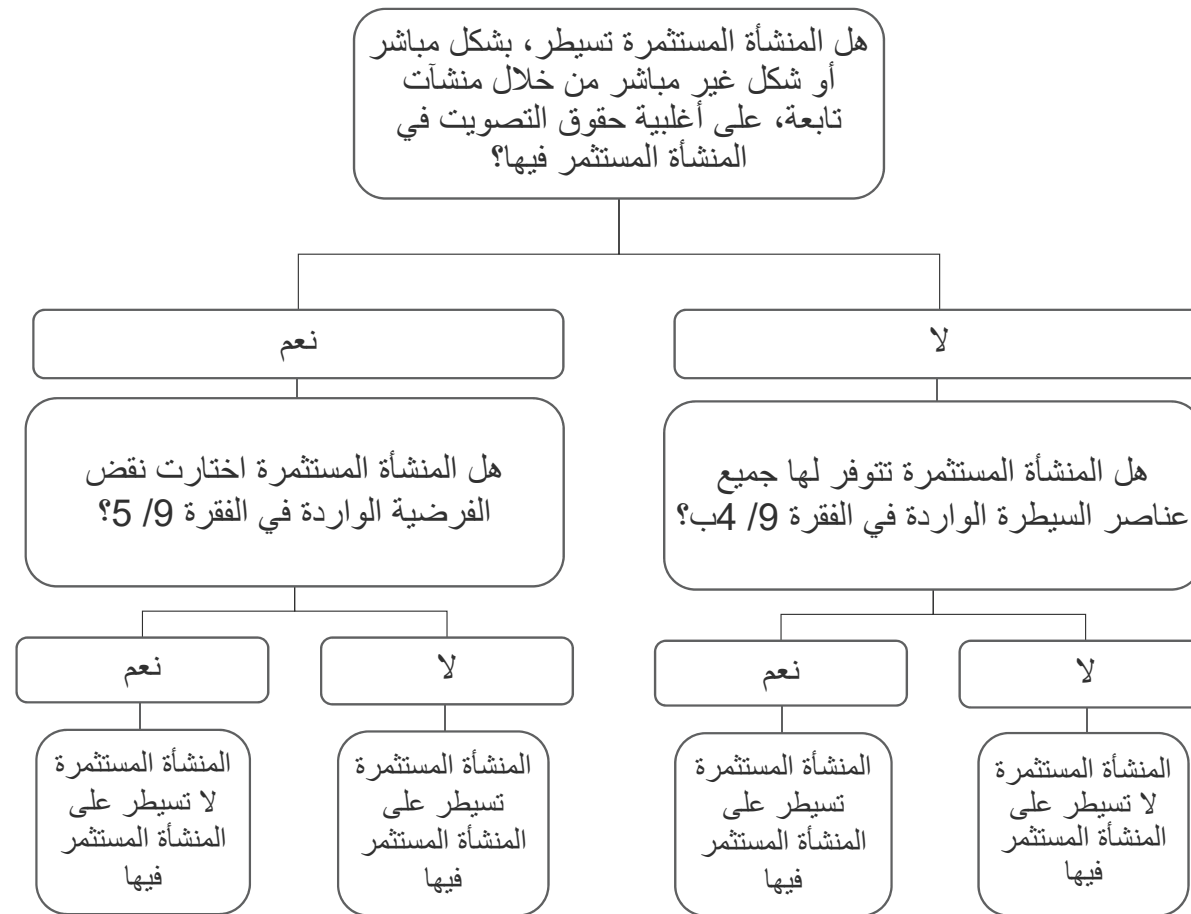 هل المنشأة المستثمرة تسيطر، بشكل مباشر
أو شكل غير مباشر من خلال منشآت
تابعة، على أغلبية حقوق التصويت في
المنشأة المستثمر فيها؟
لا
نعم
هل المنشأة المستثمرة تتوفر لها جميع
عناصر السيطرة الواردة في الفقرة 9/ 4ب؟
هل المنشأة المستثمرة اختارت نقض
الفرضية الواردة في الفقرة 9/ 5؟
لا
نعم
لا
نعم
المنشأة المستثمرة
لا تسيطر على
المنشأة المستثمر
فيها
المنشأة المستثمرة
تسيطر على
المنشأة المستثمر
فيها
المنشأة المستثمرة
تسيطر على
المنشأة المستثمر
فيها
المنشأة المستثمرة
لا تسيطر على
المنشأة المستثمر
فيها